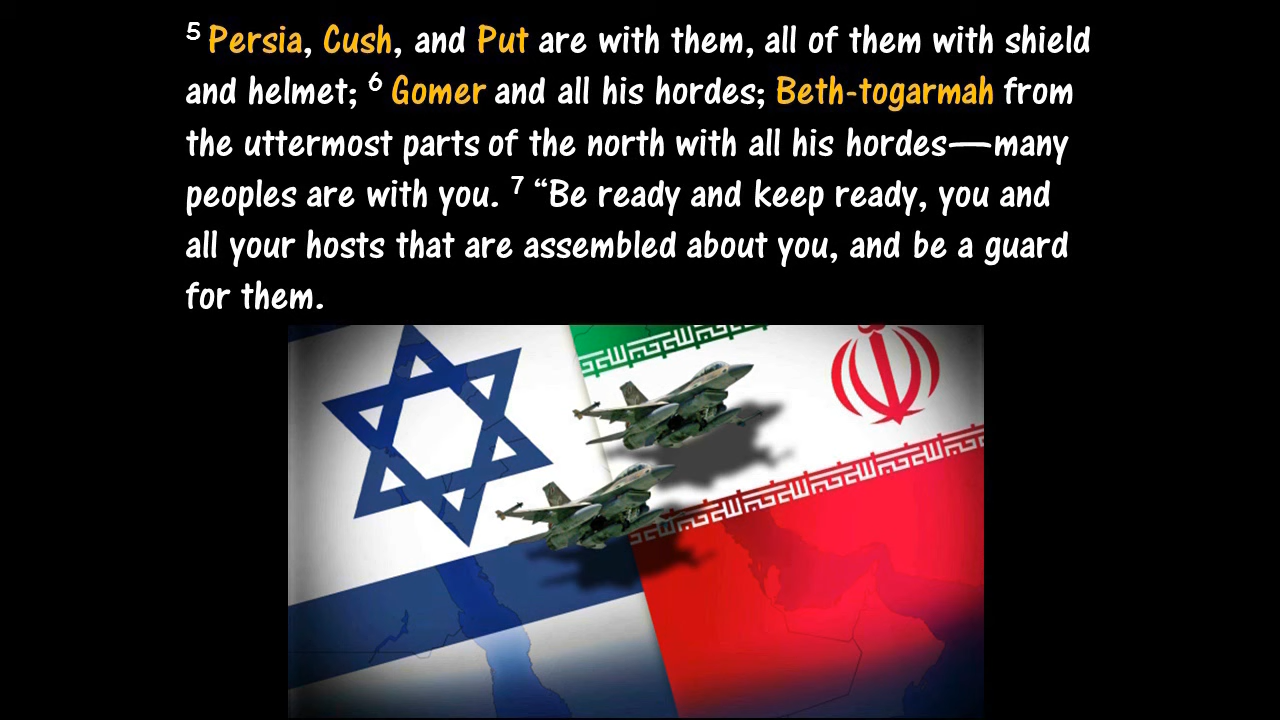 ⁵ Persia, Cush, and Put are with them, all of them with shield
and helmet; ⁶ Gomer and all his hordes; Beth-togarmah from
the uttermost parts of the north with all his hordes—many
peoples are with you. ⁷ “Be ready and keep ready, you and
all your hosts that are assembled about you, and be a guard
for them.